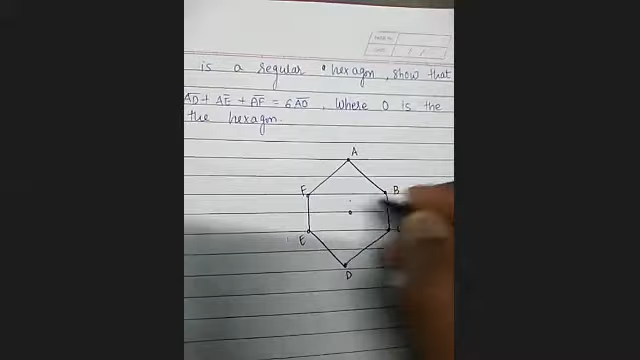 is a regular hexagon, show that
AD + AE + AF = 6 AO, Where O is the
the hexagon.
A
F
B
E
D